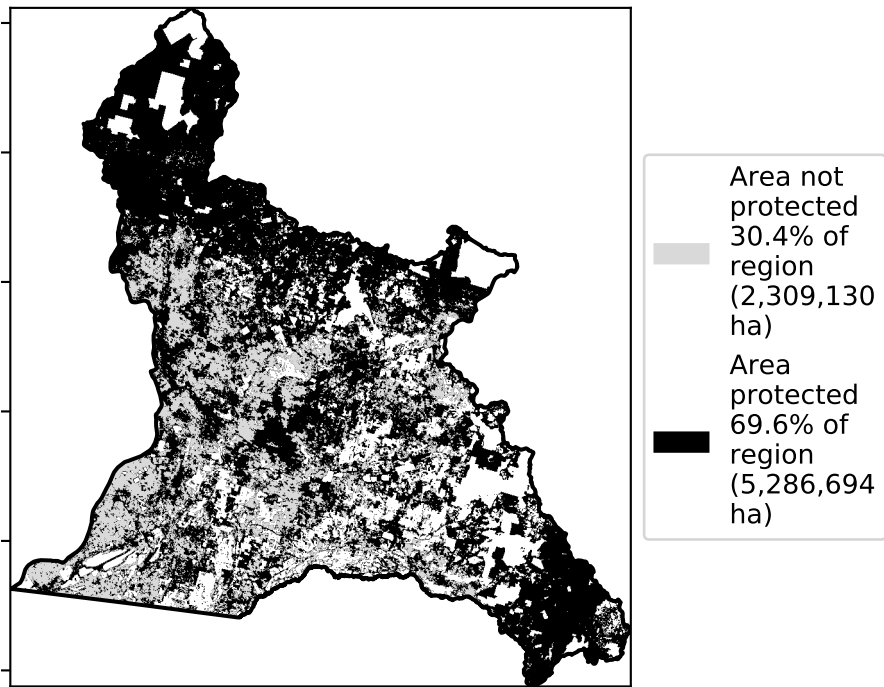 Area not
protected
30.4% of
region
(2,309,130
ha)
Area
protected
69.6% of
region
(5,286,694
ha)